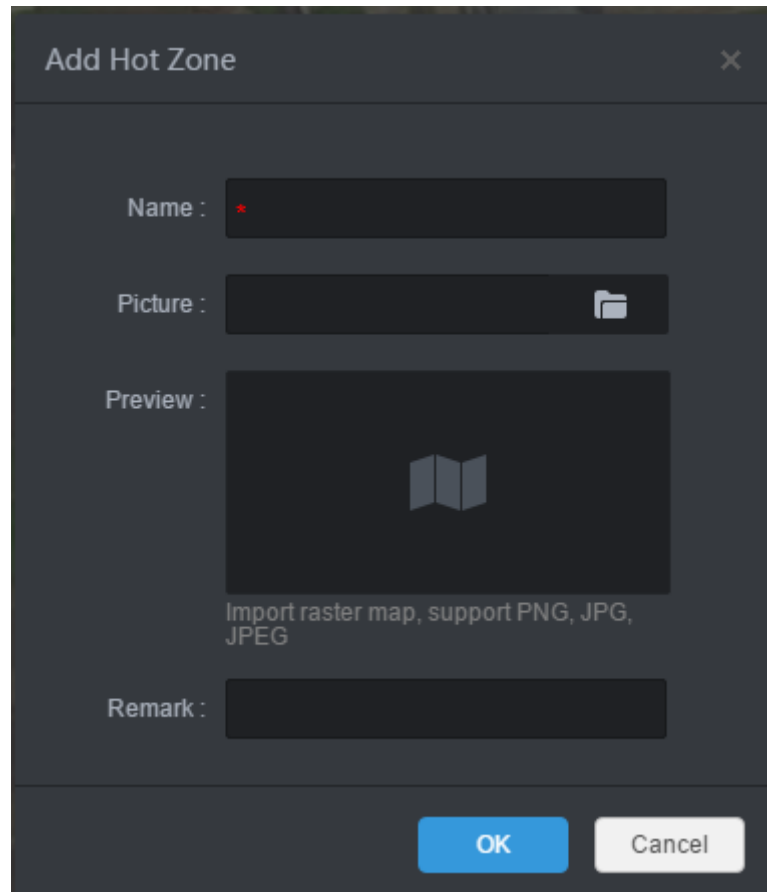 Add Hot Zone
×
Name :
*
Picture :
Preview :
Import raster map, support PNG, JPG,
JPEG
Remark :
OK
Cancel